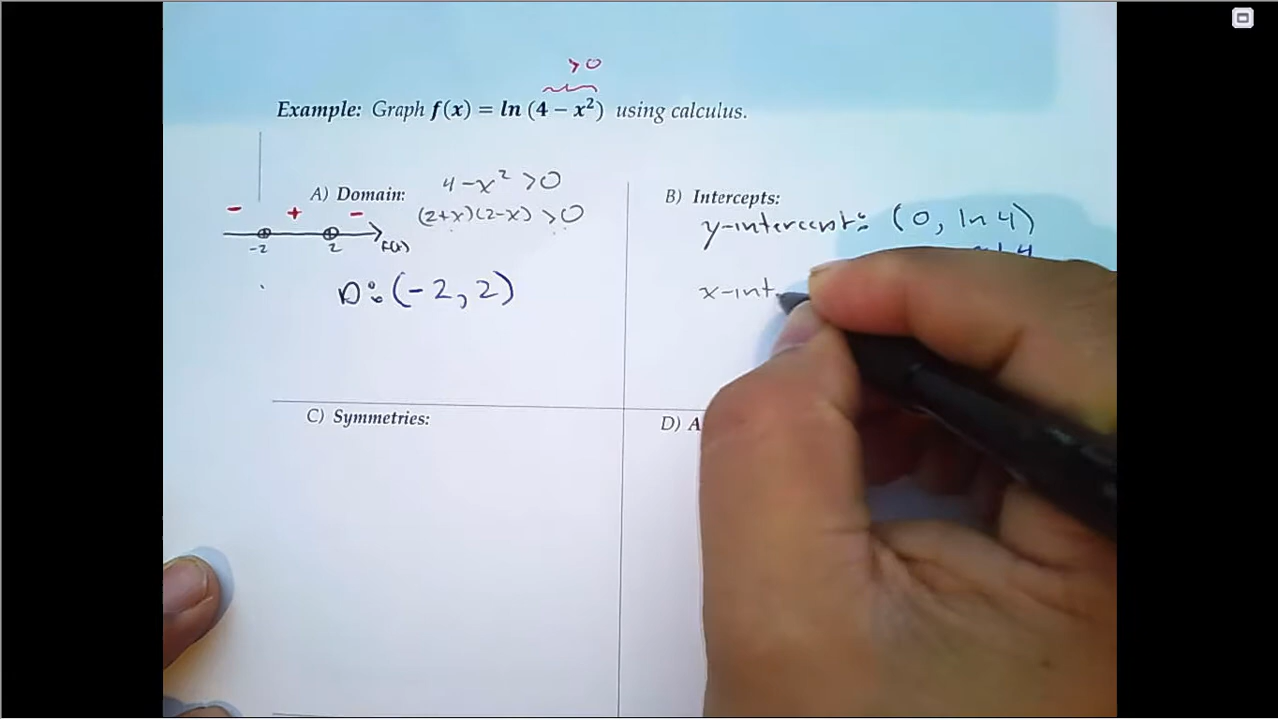 > 0
Example: Graph f(x) = ln (4 − x²) using calculus.
A) Domain: 4 - x² > 0
(2+x)(2-x) > 0
− + −
-2 2
D: (-2, 2)
B) Intercepts:
y-intercept: (0, ln 4)
x-int
C) Symmetries:
D) A